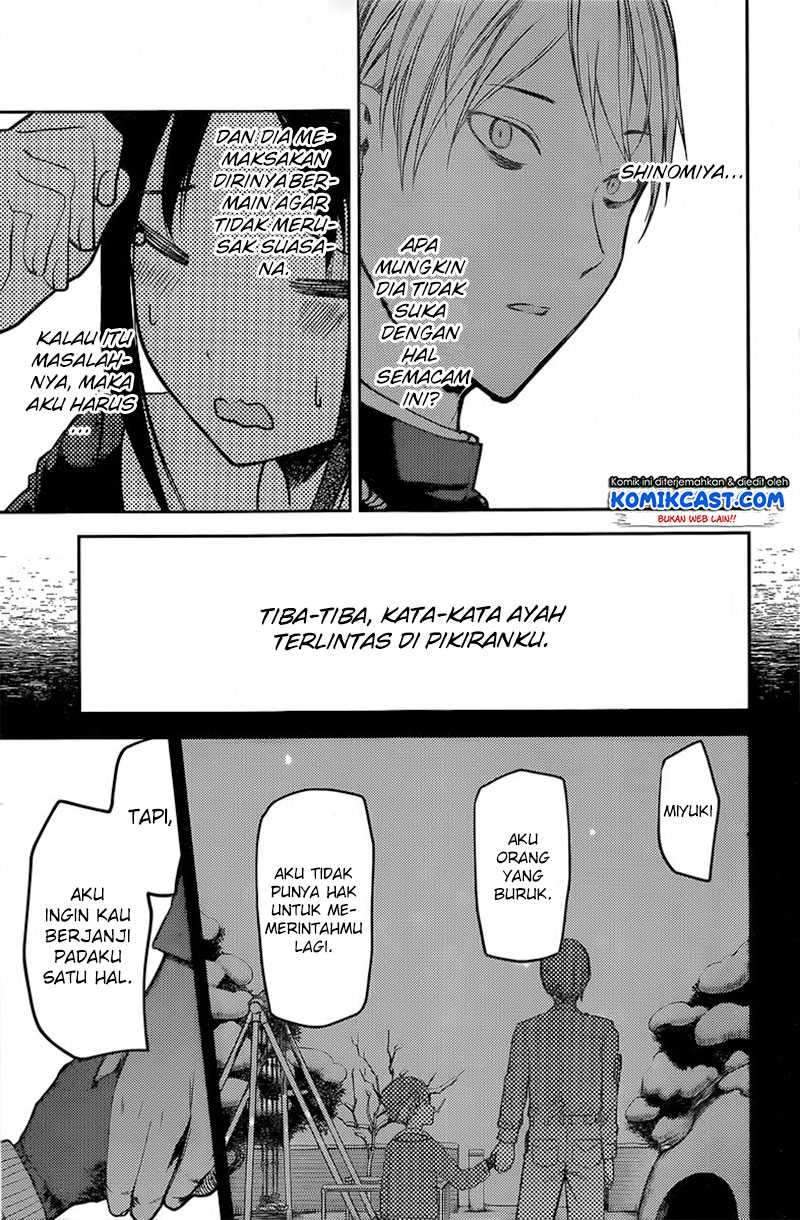 SHINOMIYA...
APA
MUNGKIN
DIA TIDAK
SUKA
DENGAN
HAL
SEMACAM
INI?
DAN DIA ME-
MAKSAKAN
DIRINYA BER-
MAIN AGAR
TIDAK MERU-
SAK SUASA-
NA.
KALAU ITU
MASALAH-
NYA, MAKA
AKU HARUS
...
Komik ini diterjemahkan & diedit oleh
KOMIKCAST.COM
BUKAN WEB LAIN!!
TIBA-TIBA, KATA-KATA AYAH
TERLINTAS DI PIKIRANKU.
MIYUKI
AKU
ORANG
YANG
BURUK.
AKU TIDAK
PUNYA HAK
UNTUK ME-
MERINTAHMU
LAGI.
TAPI,
AKU
INGIN KAU
BERJANJI
PADAKU
SATU HAL.